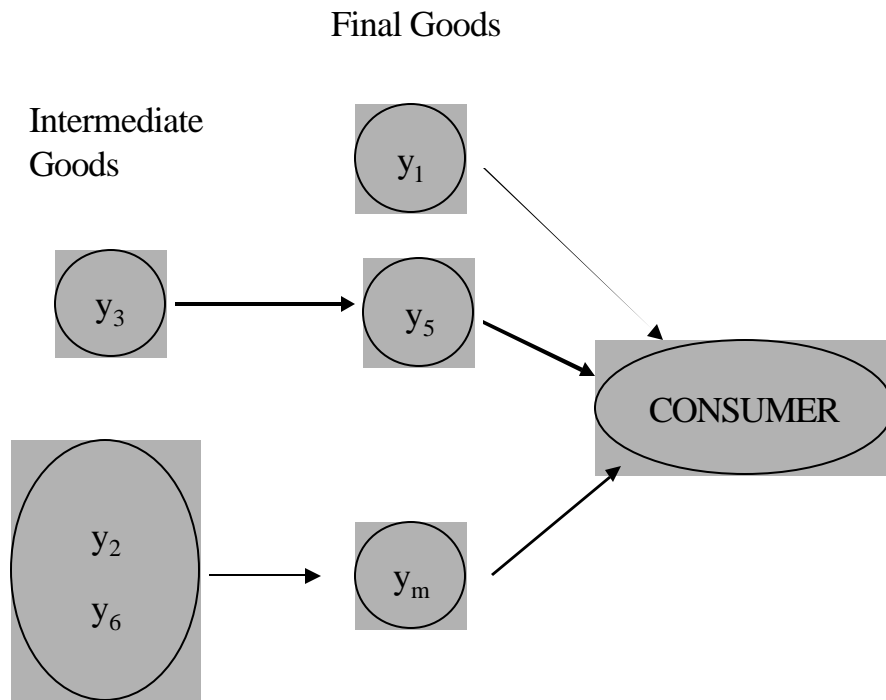 Final Goods
Intermediate
Goods
y₁
y₃
y₅
CONSUMER
y₂
y₆
yₘ